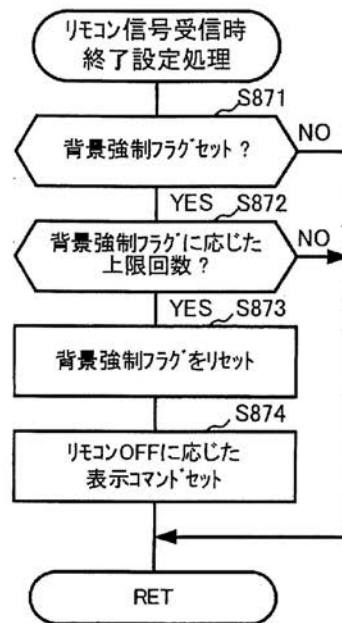 リモコン信号受信時
終了設定処理
S871
背景強制フラグセット?
NO
YES
S872
背景強制フラグに応じた
上限回数?
NO
YES
S873
背景強制フラグをリセット
S874
リモコンOFFに応じた
表示コマンドセット
RET